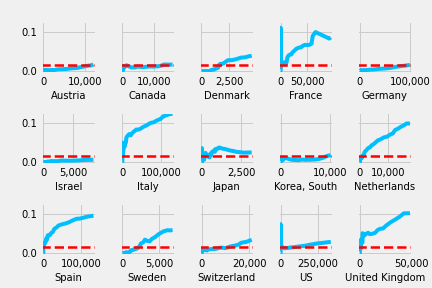 0.1
0.0
0 10,000 0 10,000 2,500 0 50,000 0 100,000
Austria Canada Denmark France Germany
0.1
0.0
0 5,000 0 100,000 0 2,500 0 10,000 0 10,000
Israel Italy Japan Korea, South Netherlands
0.1
0.0
0 100,000 0 5,000 0 20,000 0 250,000 0 50,000
Spain Sweden Switzerland US United Kingdom